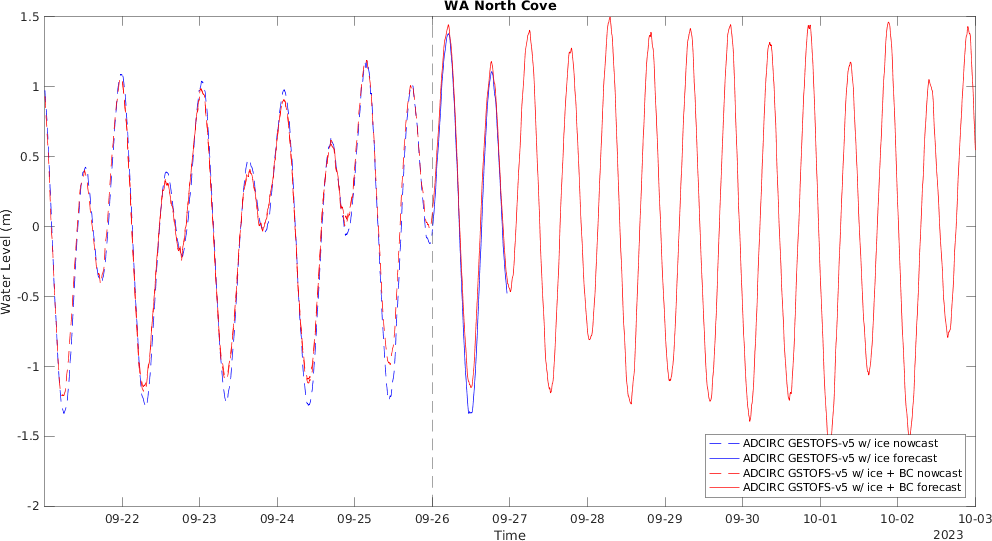 WA North Cove
1.5
1
0.5
0
-0.5
-1
-1.5
-2
Water Level (m)
09-22 09-23 09-24 09-25 09-26 09-27 09-28 09-29 09-30 10-01 10-02 10-03
Time
2023
ADCIRC GESTOFS-v5 w/ ice nowcast
ADCIRC GESTOFS-v5 w/ ice forecast
ADCIRC GSTOFS-v5 w/ ice + BC nowcast
ADCIRC GSTOFS-v5 w/ ice + BC forecast